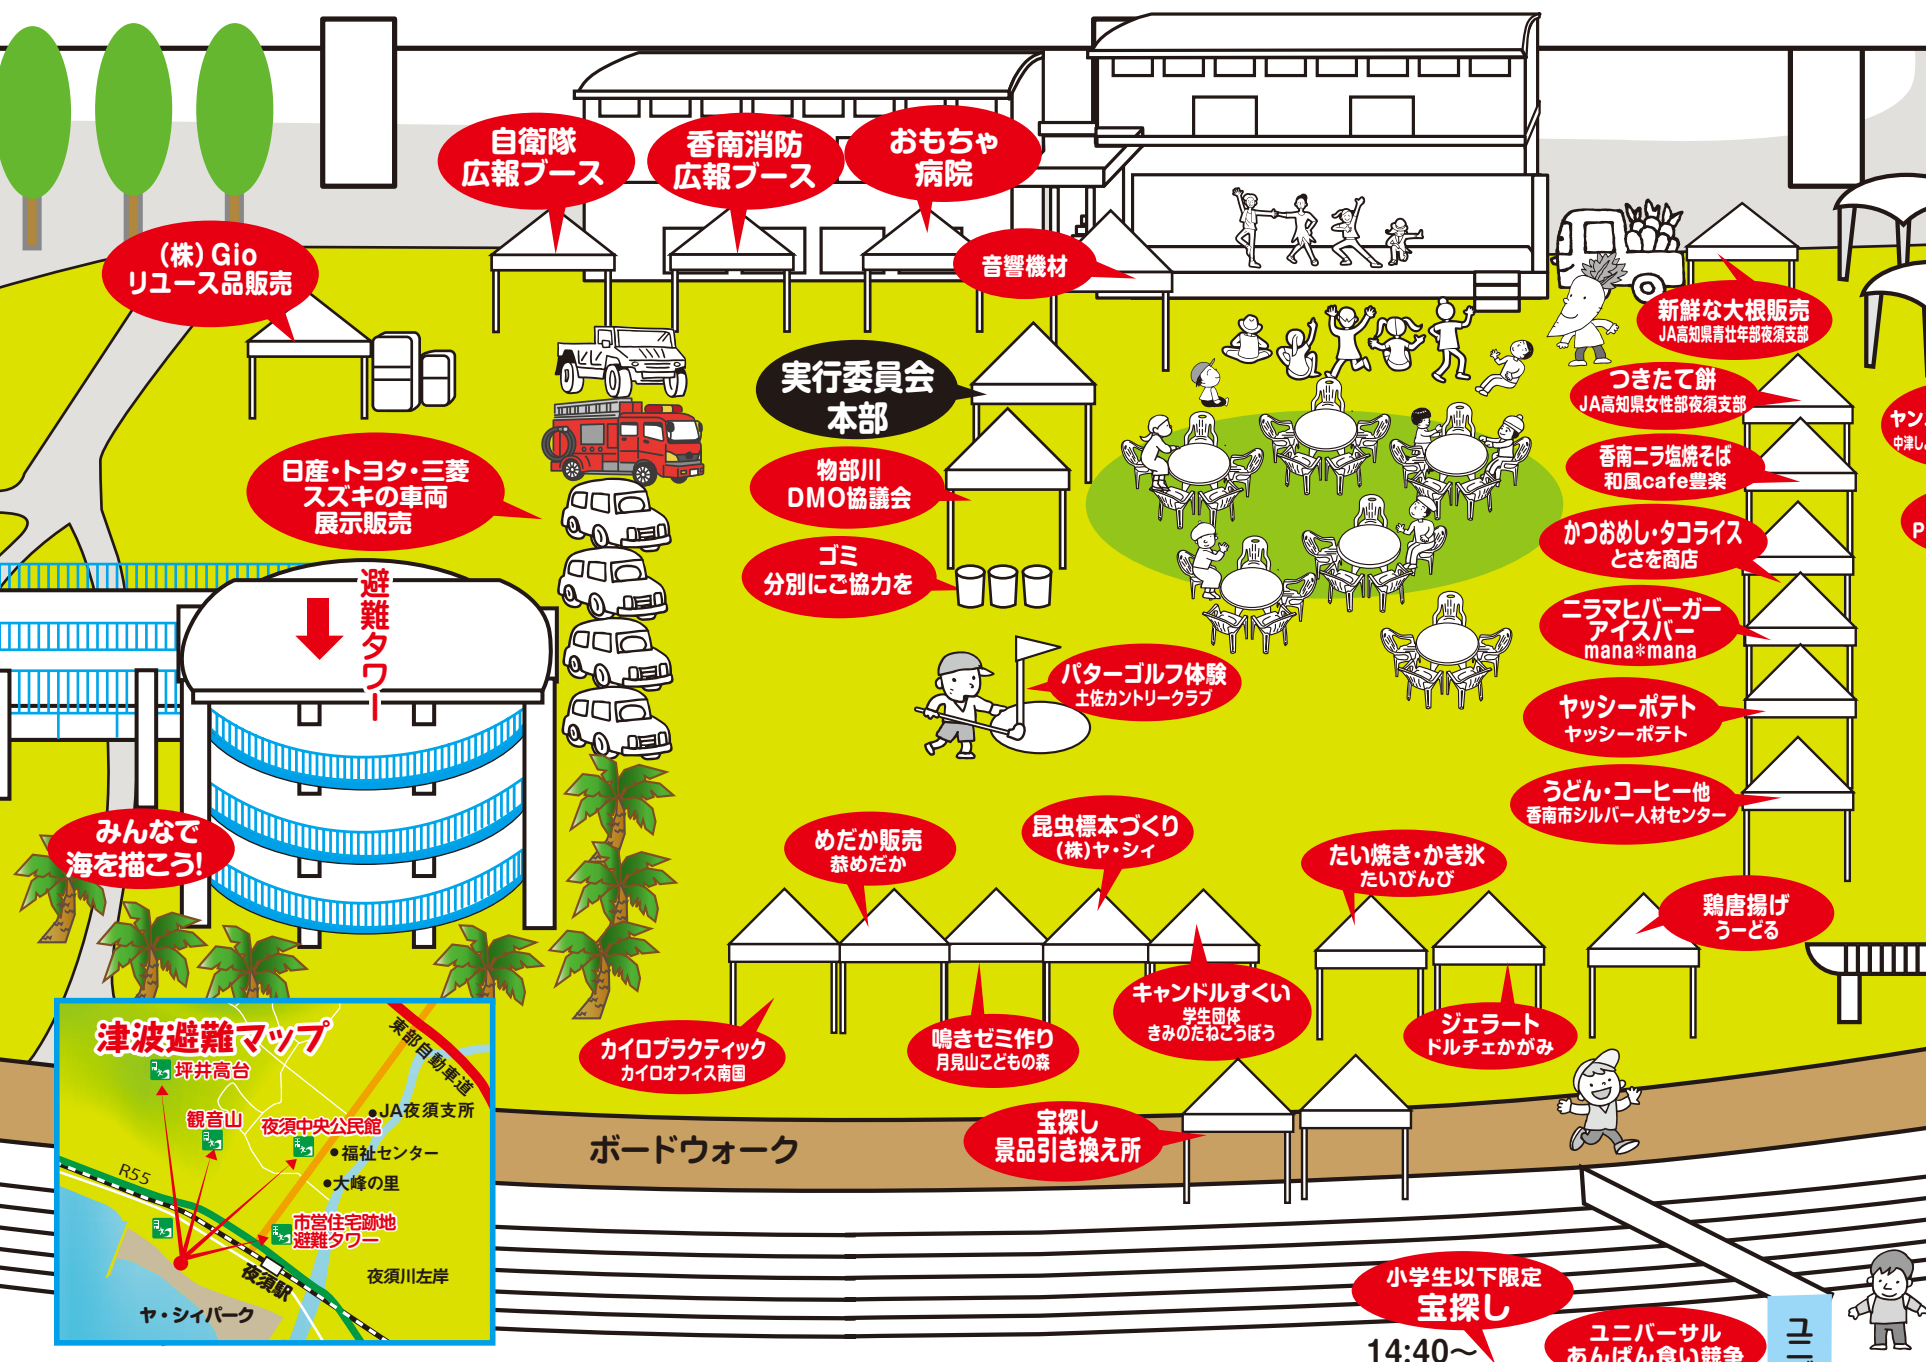 自衛隊
広報ブース
香南消防
広報ブース
おもちゃ
病院
(株)Gio
リユース品販売
音響機材
新鮮な大根販売
JA高知県青壮年部夜須支部
実行委員会
本部
つきたて餅
JA高知県女性部夜須支部
ヤン
中津し
日産・トヨタ・三菱
スズキの車両
展示販売
物部川
DMO協議会
香南ニラ塩焼そば
和風cafe豊楽
ゴミ
分別にご協力を
かつおめし・タコライス
とさを商店
P
避難タワー
ニラマヒバーガー
アイスバー
mana*mana
パターゴルフ体験
土佐カントリークラブ
ヤッシーポテト
ヤッシーポテト
うどん・コーヒー他
香南市シルバー人材センター
みんなで
海を描こう!
めだか販売
恭めだか
昆虫標本づくり
(株)ヤ・シィ
たい焼き・かき氷
たいびんび
鶏唐揚げ
うーどる
カイロプラクティック
カイロオフィス南国
鳴きゼミ作り
月見山こどもの森
キャンドルすくい
学生団体
きみのたねこうぼう
ジェラート
ドルチェかがみ
宝探し
景品引き換え所
ボードウォーク
津波避難マップ
坪井高台
東部自動車道
観音山
夜須中央公民館
JA夜須支所
福祉センター
大峰の里
R55
市営住宅跡地
避難タワー
夜須駅
夜須川左岸
ヤ・シィパーク
小学生以下限定
宝探し
14:40～
ユニバーサル
あんぱん食い競争
ユニ